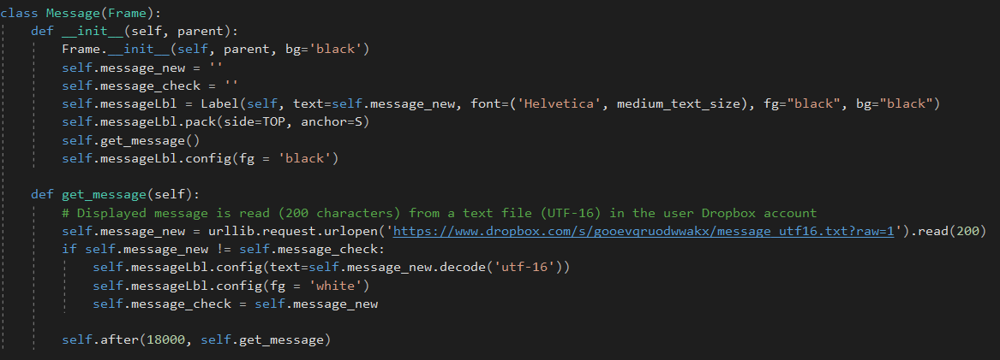 class Message(Frame):
    def __init__(self, parent):
        Frame.__init__(self, parent, bg='black')
        self.message_new = ''
        self.message_check = ''
        self.messageLbl = Label(self, text=self.message_new, font=('Helvetica', medium_text_size), fg="black", bg="black")
        self.messageLbl.pack(side=TOP, anchor=S)
        self.get_message()
        self.messageLbl.config(fg = 'black')

    def get_message(self):
        # Displayed message is read (200 characters) from a text file (UTF-16) in the user Dropbox account
        self.message_new = urllib.request.urlopen('https://www.dropbox.com/s/gooevqruodwwakx/message_utf16.txt?raw=1').read(200)
        if self.message_new != self.message_check:
            self.messageLbl.config(text=self.message_new.decode('utf-16'))
            self.messageLbl.config(fg = 'white')
            self.message_check = self.message_new

        self.after(18000, self.get_message)